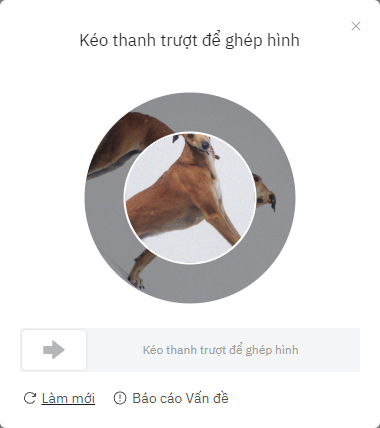 Kéo thanh trượt để ghép hình
Kéo thanh trượt để ghép hình
Làm mới
Báo cáo Vấn đề